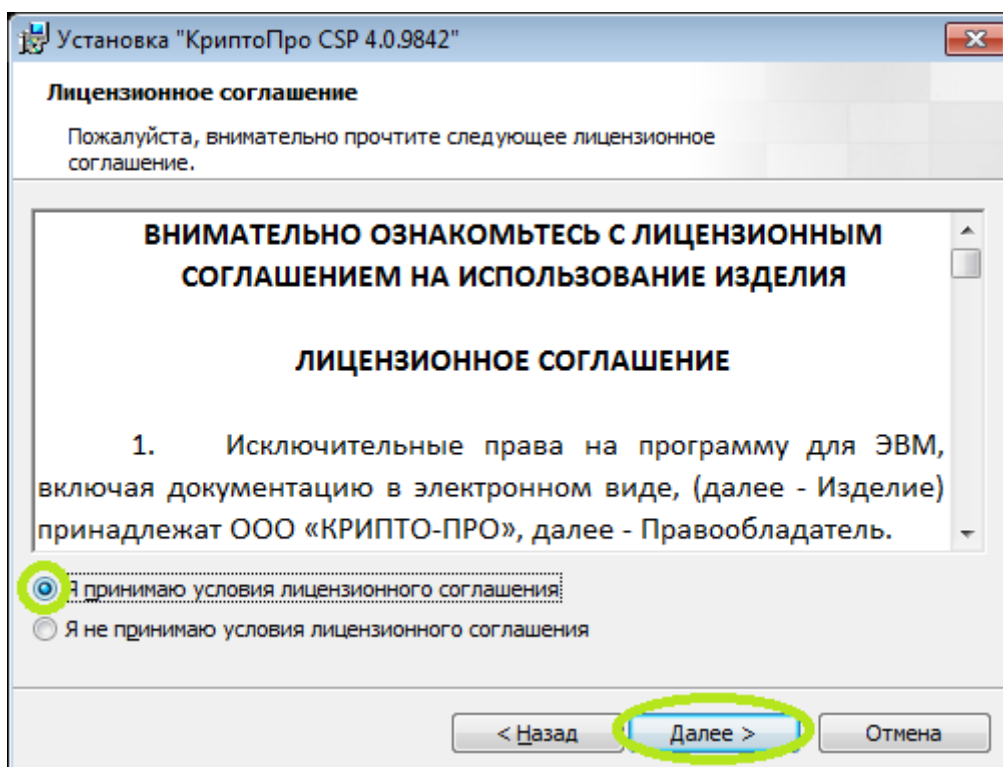 Установка "КриптоПро CSP 4.0.9842"
Лицензионное соглашение
Пожалуйста, внимательно прочтите следующее лицензионное
соглашение.
ВНИМАТЕЛЬНО ОЗНАКОМЬТЕСЬ С ЛИЦЕНЗИОННЫМ
СОГЛАШЕНИЕМ НА ИСПОЛЬЗОВАНИЕ ИЗДЕЛИЯ
ЛИЦЕНЗИОННОЕ СОГЛАШЕНИЕ
1. Исключительные права на программу для ЭВМ,
включая документацию в электронном виде, (далее - Изделие)
принадлежат ООО «КРИПТО-ПРО», далее - Правообладатель.
Я принимаю условия лицензионного соглашения
Я не принимаю условия лицензионного соглашения
< Назад Далее > Отмена